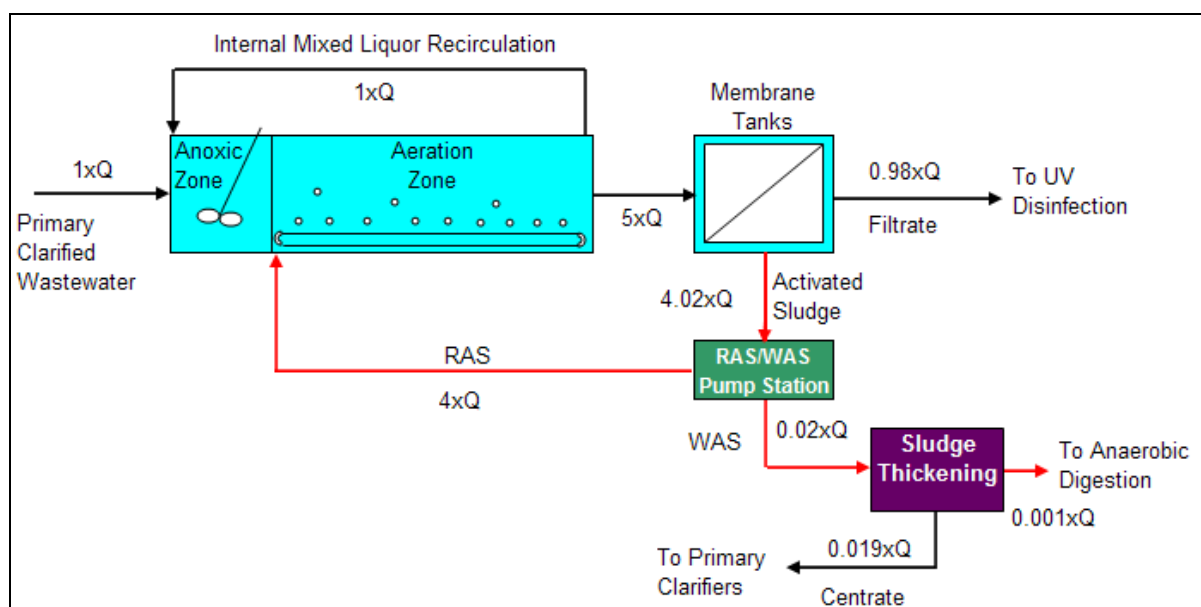 Internal Mixed Liquor Recirculation
1xQ
Membrane
Tanks
Anoxic
Zone
Aeration
Zone
1xQ
Primary
Clarified
Wastewater
5xQ
0.98xQ
Filtrate
To UV
Disinfection
4.02xQ
Activated
Sludge
RAS
4xQ
RAS/WAS
Pump Station
WAS
0.02xQ
Sludge
Thickening
To Anaerobic
Digestion
0.001xQ
To Primary
Clarifiers
0.019xQ
Centrate